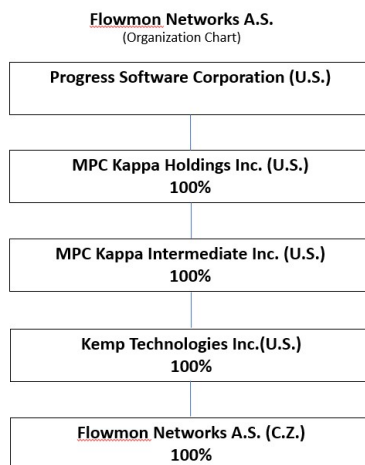 Flowmon Networks A.S.
(Organization Chart)
Progress Software Corporation (U.S.)
MPC Kappa Holdings Inc. (U.S.)
100%
MPC Kappa Intermediate Inc. (U.S.)
100%
Kemp Technologies Inc.(U.S.)
100%
Flowmon Networks A.S. (C.Z.)
100%